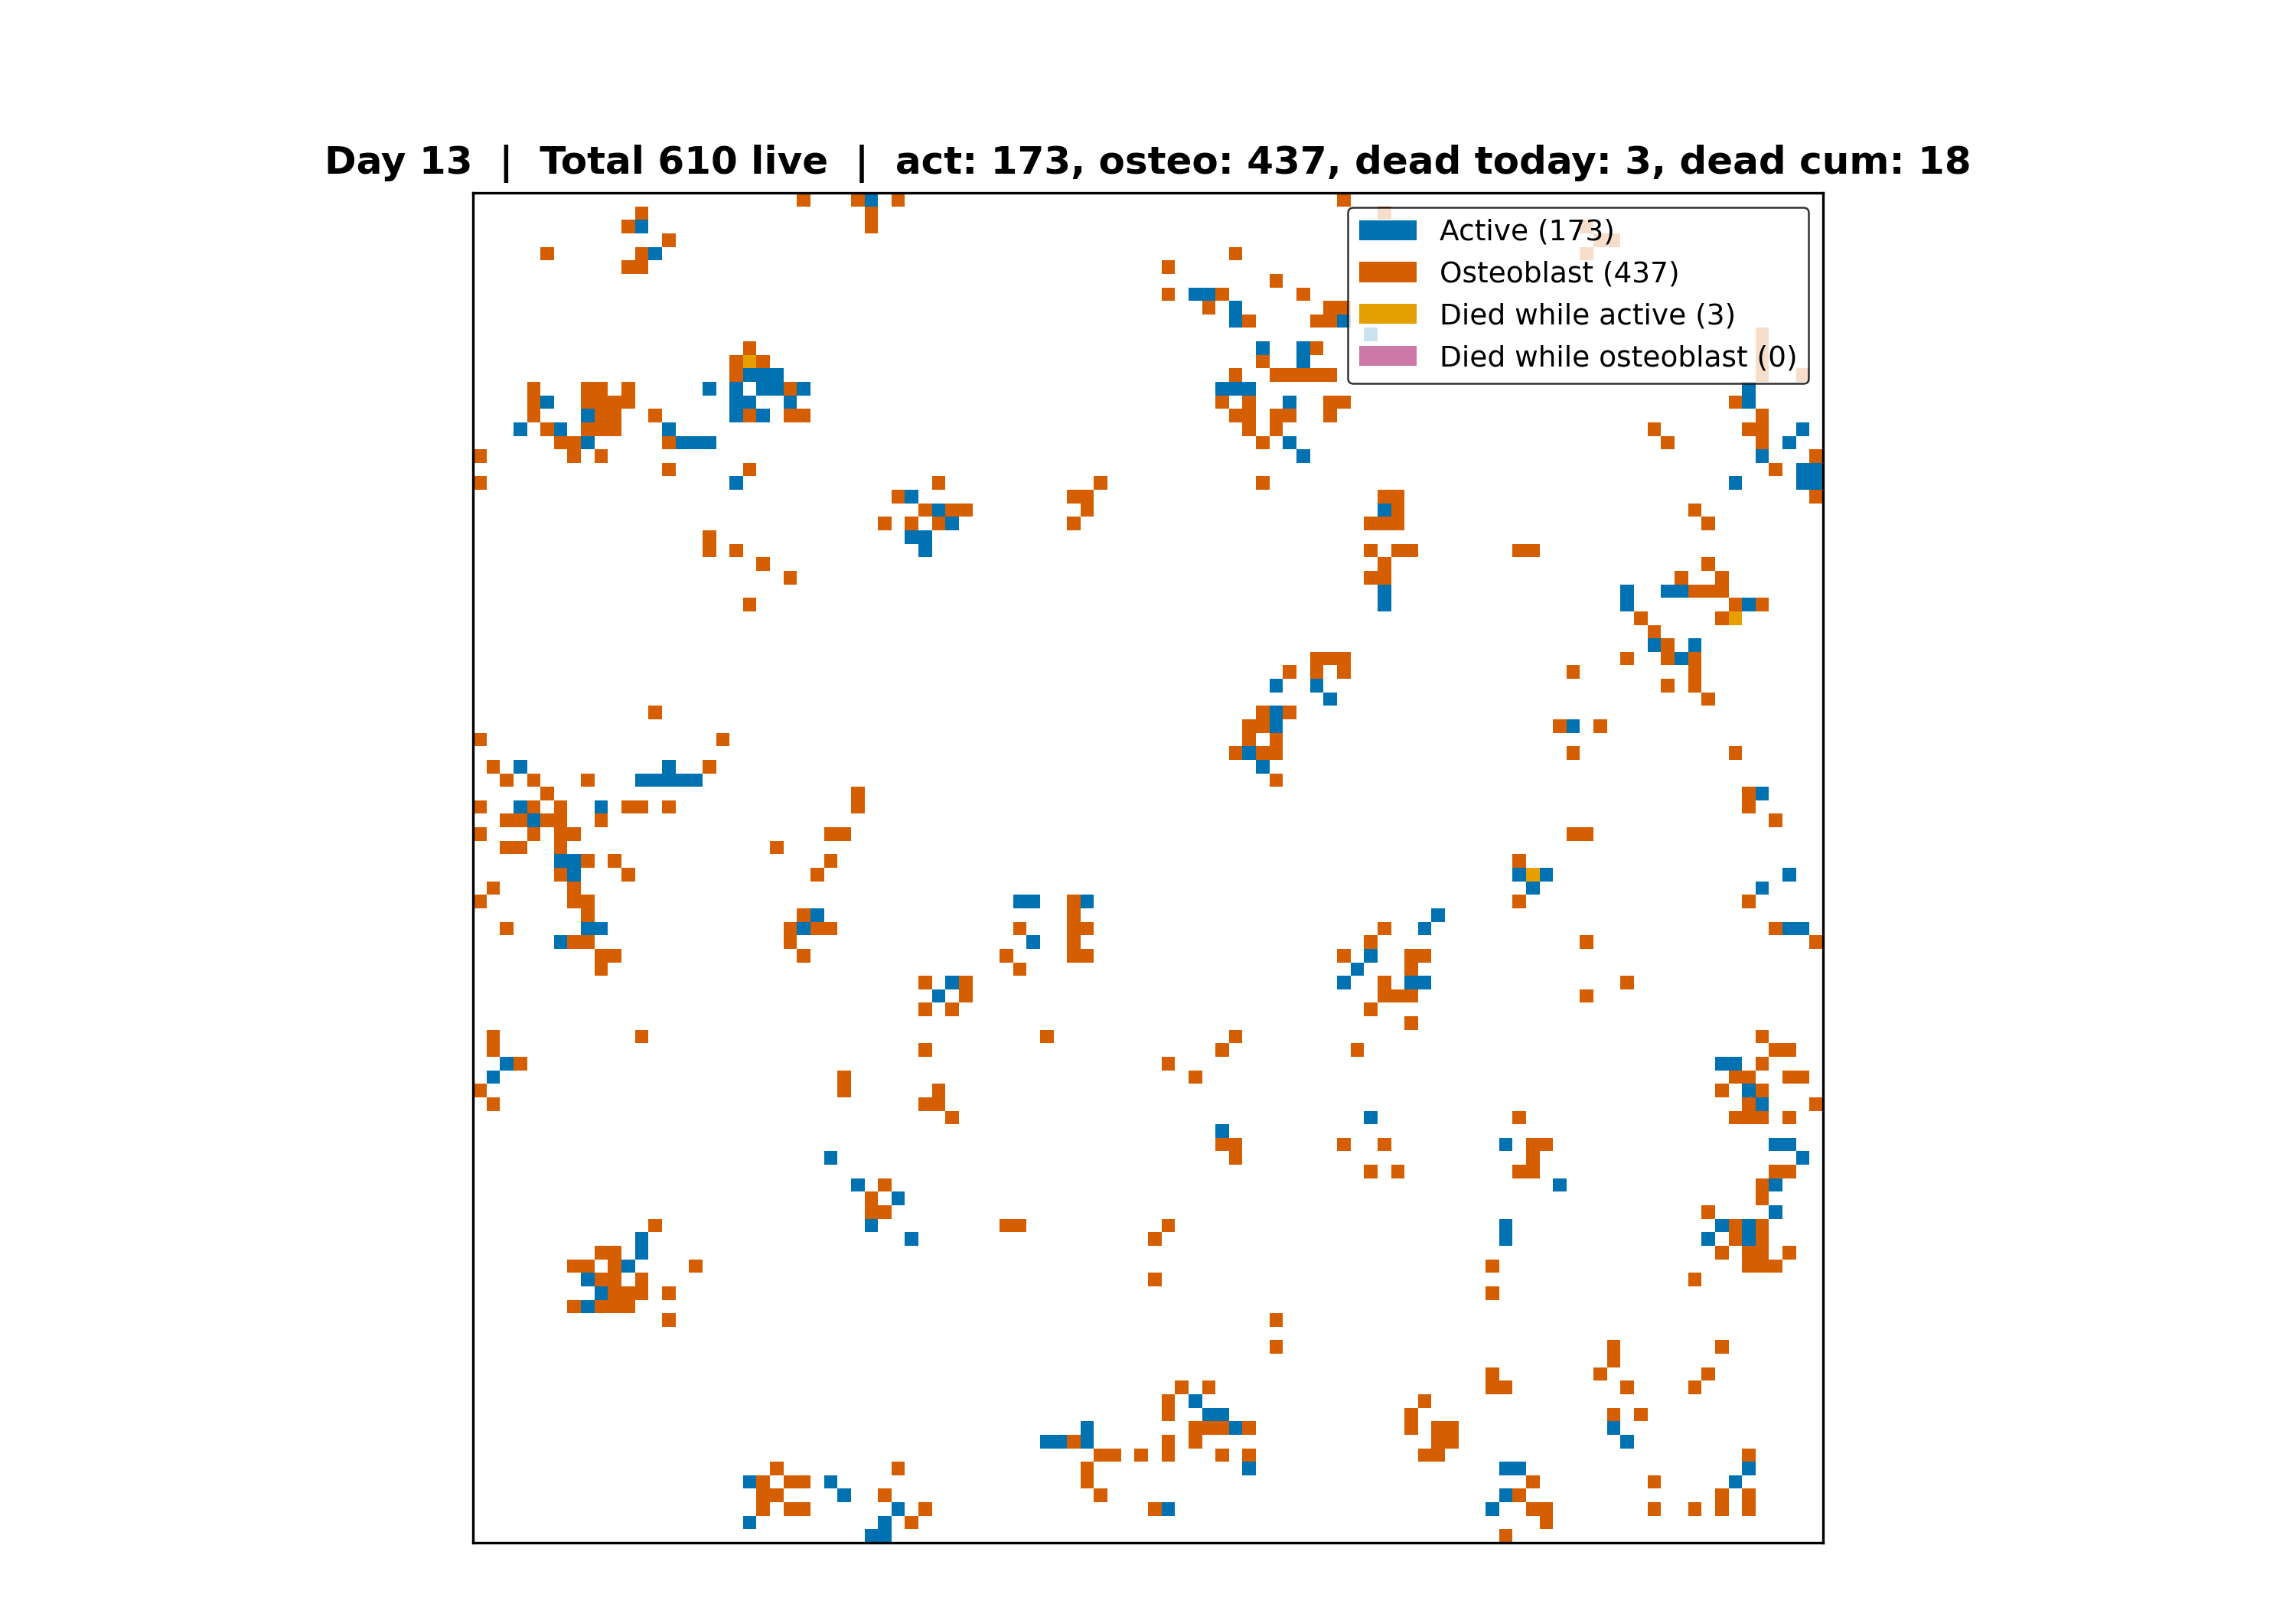 Day 13 | Total 610 live | act: 173, osteo: 437, dead today: 3, dead cum: 18
Active (173)
Osteoblast (437)
Died while active (3)
Died while osteoblast (0)